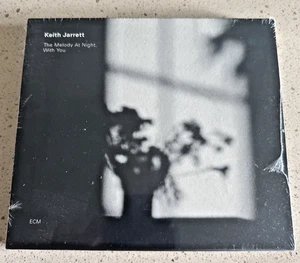 Keith Jarrett
The Melody At Night,
With You
ECM